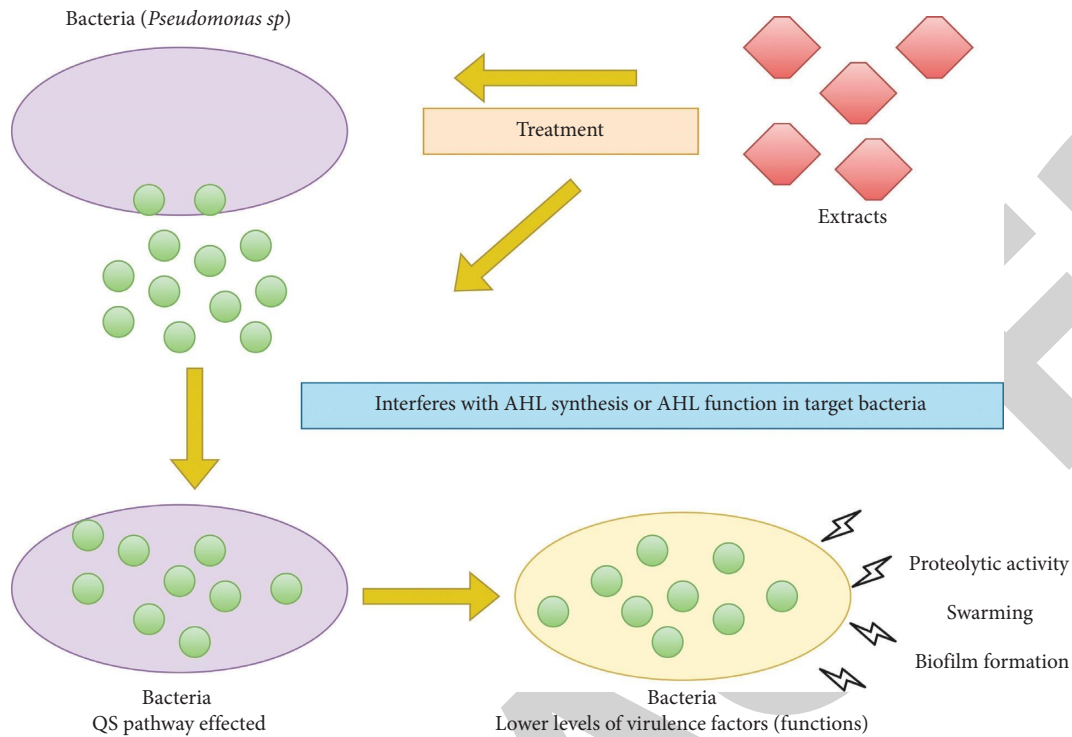 Bacteria (Pseudomonas sp)
Treatment
Extracts
Interferes with AHL synthesis or AHL function in target bacteria
Bacteria
QS pathway effected
Bacteria
Lower levels of virulence factors (functions)
Proteolytic activity
Swarming
Biofilm formation